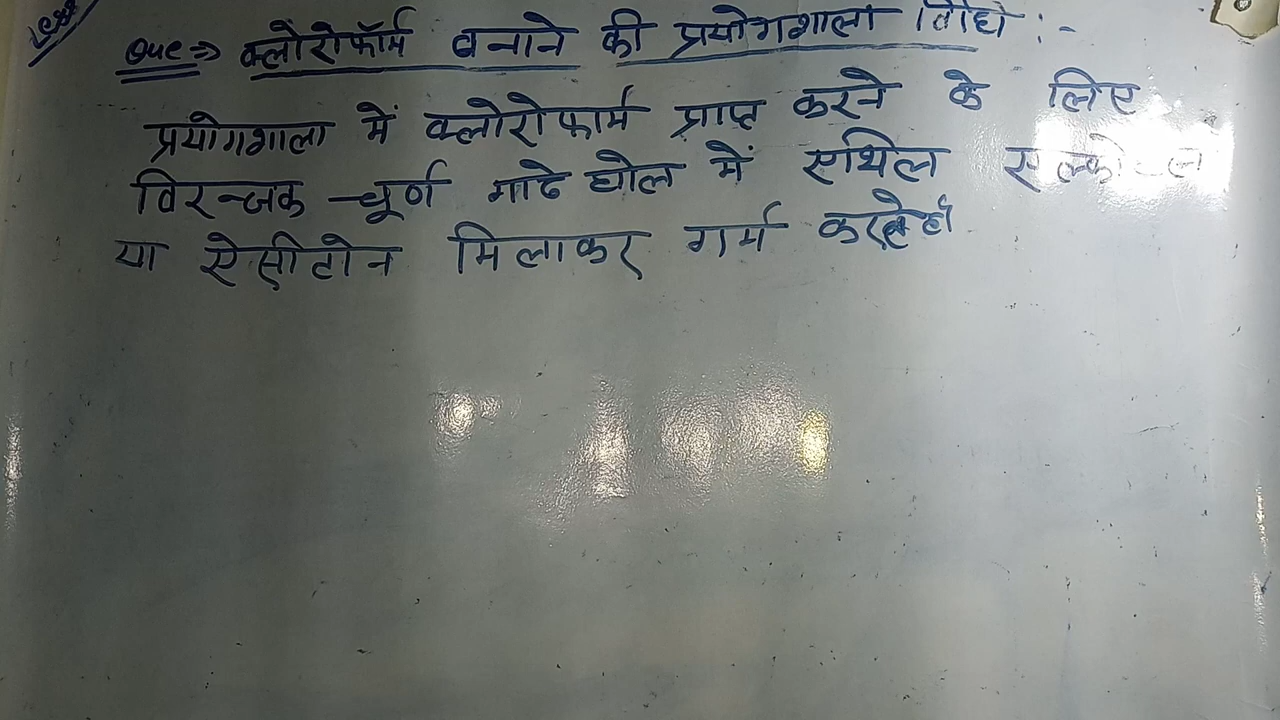 Que⇒ क्लोरोफॉर्म बनाने की प्रयोगशाला विधि :-
प्रयोगशाला में क्लोरोफार्म प्राप्त करने के लिए
विरन्जक चूर्ण गाढे घोल में एथिल
या ऐसीटोन मिलाकर गर्म करते हैं